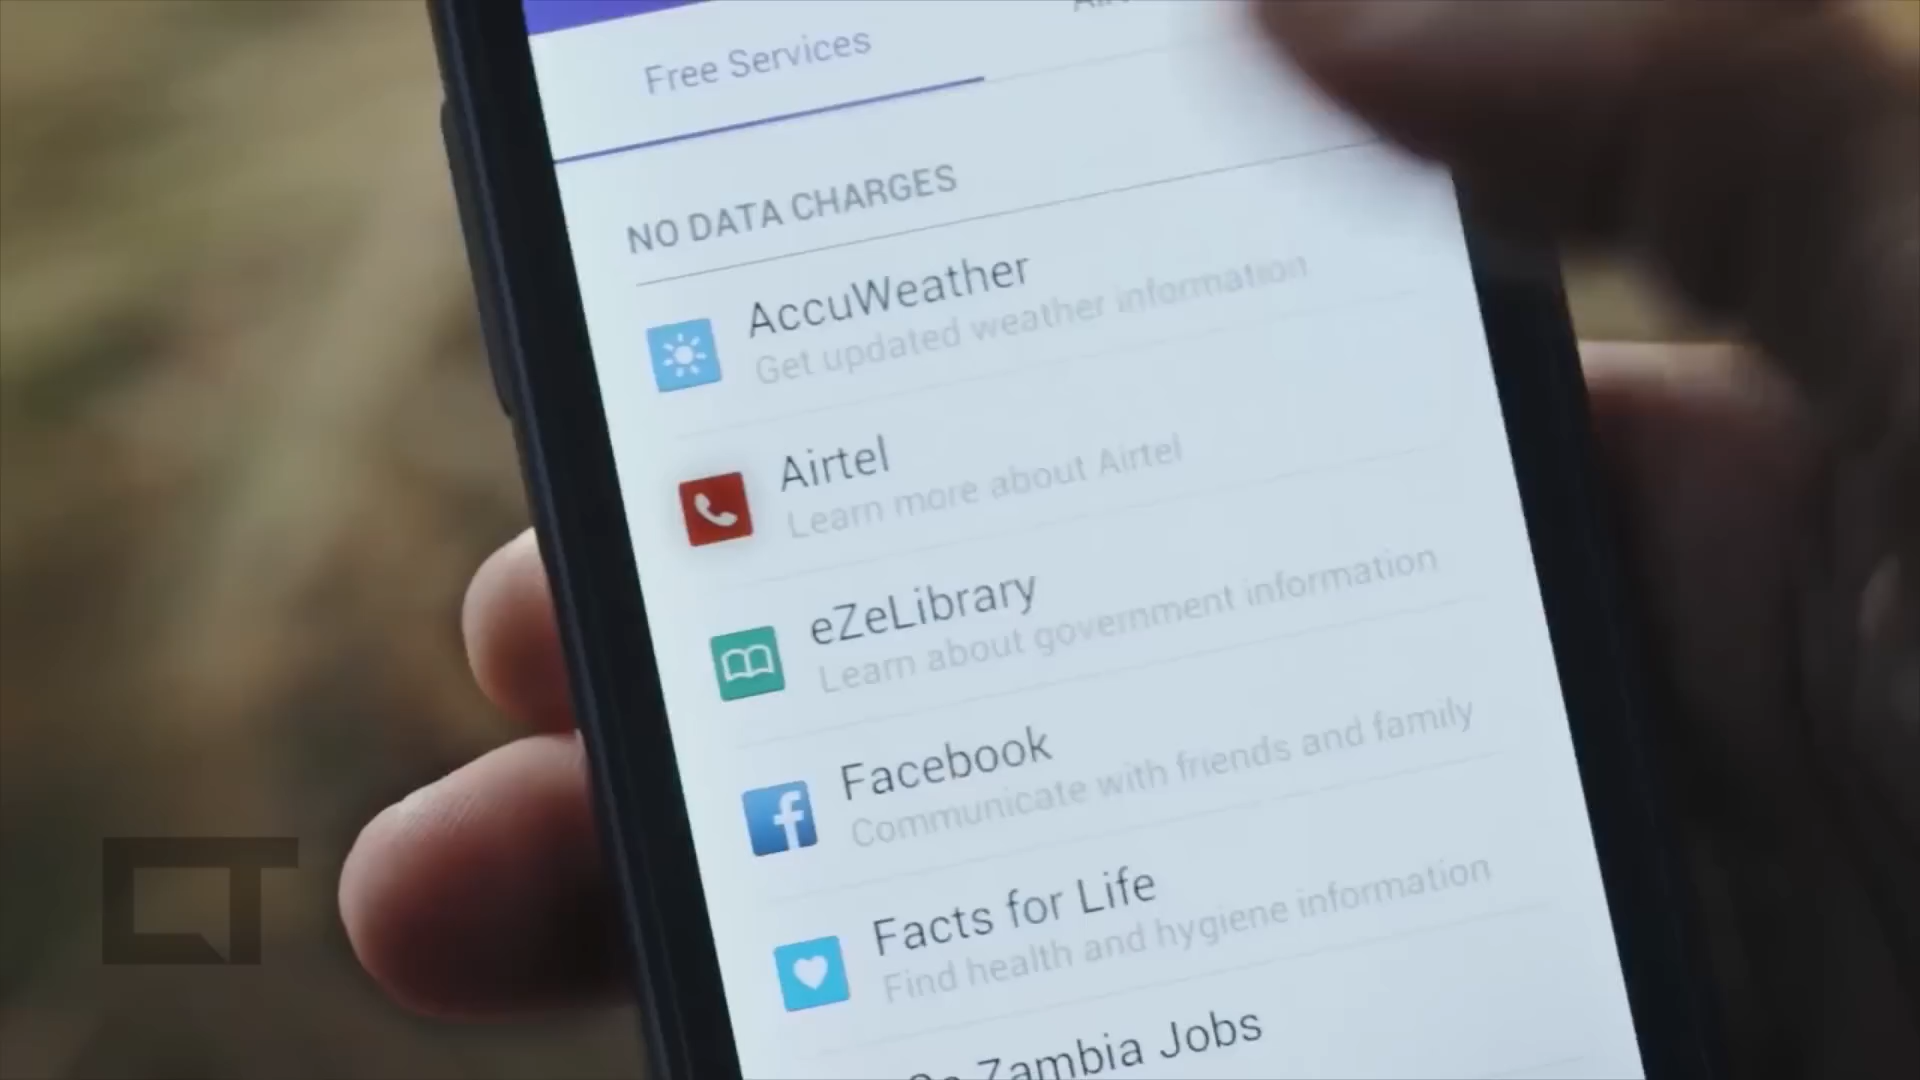 Free Services
NO DATA CHARGES
AccuWeather
Get updated weather information
Airtel
Learn more about Airtel
eZeLibrary
Learn about government information
Facebook
Communicate with friends and family
Facts for Life
Find health and hygiene information
Zambia Jobs
CT